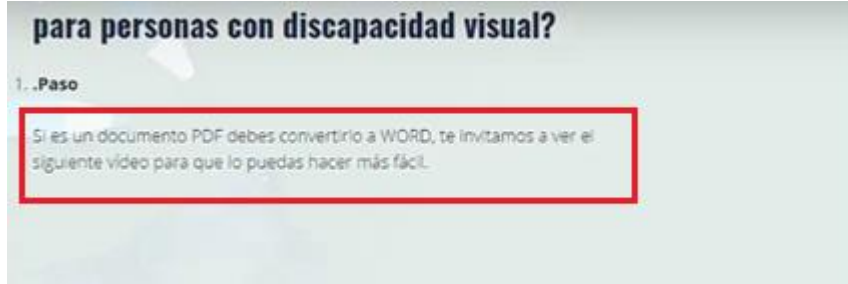 para personas con discapacidad visual?
1. .Paso
Si es un documento PDF debes convertirlo a WORD, te invitamos a ver el
siguiente video para que lo puedas hacer más fácil.